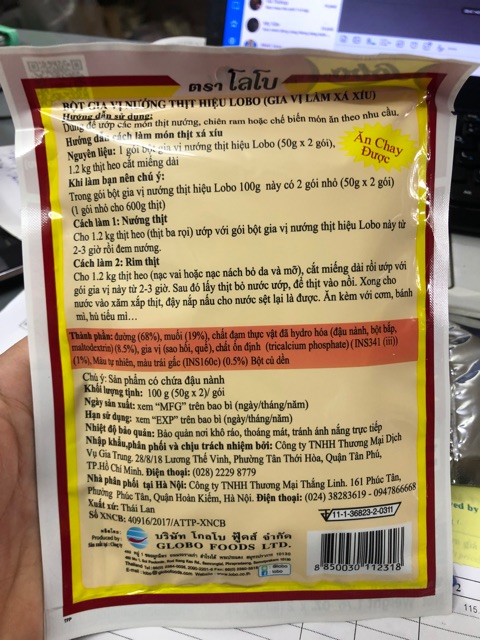 ตรา โลโบ
BỘT GIA VỊ NƯỚNG THỊT HIỆU LOBO (GIA VỊ LÀM XÁ XÍU)
Hướng dẫn sử dụng:
Dùng để ướp các món thịt nướng, chiên ram hoặc chế biến món ăn theo nhu cầu.
Hướng dẫn cách làm món thịt xá xíu
Nguyên liệu: 1 gói bột gia vị nướng thịt hiệu Lobo (50g x 2 gói),
1.2 kg thịt heo cắt miếng dài
Ăn Chay
Được
Khi làm bạn nên chú ý:
Trong gói bột gia vị nướng thịt hiệu Lobo 100g này có 2 gói nhỏ (50g x 2 gói)
(1 gói nhỏ cho 600g thịt)
Cách làm 1: Nướng thịt
Cho 1.2 kg thịt heo (thịt ba rọi) ướp với gói bột gia vị nướng thịt hiệu Lobo này từ
2-3 giờ rồi đem nướng.
Cách làm 2: Rim thịt
Cho 1.2 kg thịt heo (nạc vai hoặc nạc nách bỏ da và mỡ), cắt miếng dài rồi ướp với
gói gia vị này từ 2-3 giờ. Sau đó lấy thịt bỏ nước ướp, để thịt vào nồi. Xong cho
nước vào xăm xắp thịt, đậy nắp nấu cho nước sệt lại là được. Ăn kèm với cơm, bánh
mì, hủ tiếu mì…
Thành phần: đường (68%), muối (19%), chất đạm thực vật đã hydro hóa (đậu nành, bột bắp,
maltodextrin) (8.5%), gia vị (sao hồi, quế), chất ổn định (tricalcium phosphate) (INS341 (iii))
(1%), Màu tự nhiên, màu trái gấc (INS160c) (0.5%) Bột củ dền
Chú ý: Sản phẩm có chứa đậu nành
Khối lượng tịnh: 100 g (50g x 2)/ gói
Ngày sản xuất: xem “MFG” trên bao bì (ngày/tháng/năm)
Hạn sử dụng: xem “EXP” trên bao bì (ngày/tháng/năm)
Nhiệt độ bảo quản: Bảo quản nơi khô ráo, thoáng mát, tránh ánh nắng trực tiếp
Nhập khẩu,phân phối và chịu trách nhiệm bởi: Công ty TNHH Thương Mại Dịch
Vụ Gia Trung. 28/8/18 Lương Thế Vinh, Phường Tân Thới Hòa, Quận Tân Phú,
TP.Hồ Chí Minh. Điện thoại: (028) 2229 8779
Nhà phân phối tại Hà Nội: Công ty TNHH Thương Mại Thắng Linh. 161 Phúc Tân,
Phường Phúc Tân, Quận Hoàn Kiếm, Hà Nội. Điện thoại: (024) 38283619 - 0947866668
Xuất xứ: Thái Lan
Số XNCB: 40916/2017/ATTP-XNCB
11-1-36823-2-0311
ผลิตโดย :
Produced by :
บริษัท โกลโบ ฟู้ดส์ จำกัด
GLOBO FOODS LTD.
8 850030 112318
TFP